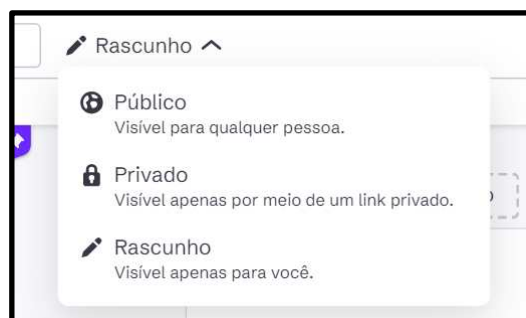 Rascunho
Público
Visível para qualquer pessoa.
Privado
Visível apenas por meio de um link privado.
Rascunho
Visível apenas para você.